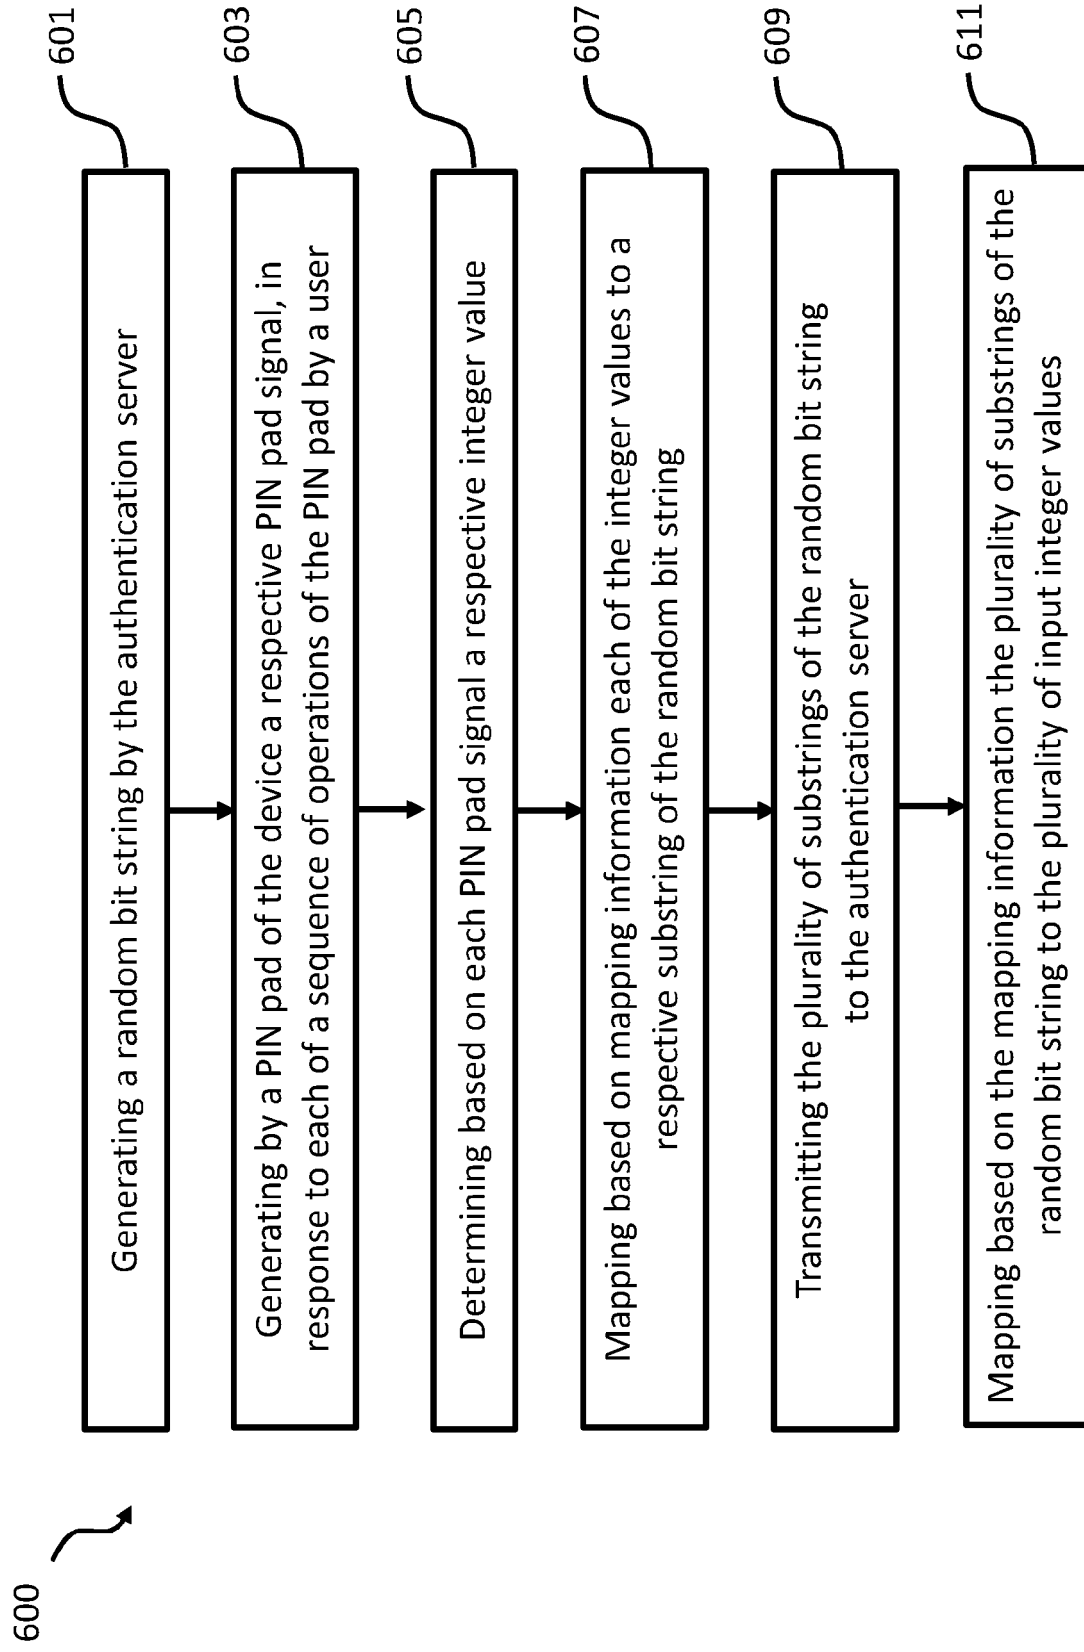 600
Generating a random bit string by the authentication server
601
Generating by a PIN pad of the device a respective PIN pad signal, in
response to each of a sequence of operations of the PIN pad by a user
603
Determining based on each PIN pad signal a respective integer value
605
Mapping based on mapping information each of the integer values to a
respective substring of the random bit string
607
Transmitting the plurality of substrings of the random bit string
to the authentication server
609
Mapping based on the mapping information the plurality of substrings of the
random bit string to the plurality of input integer values
611